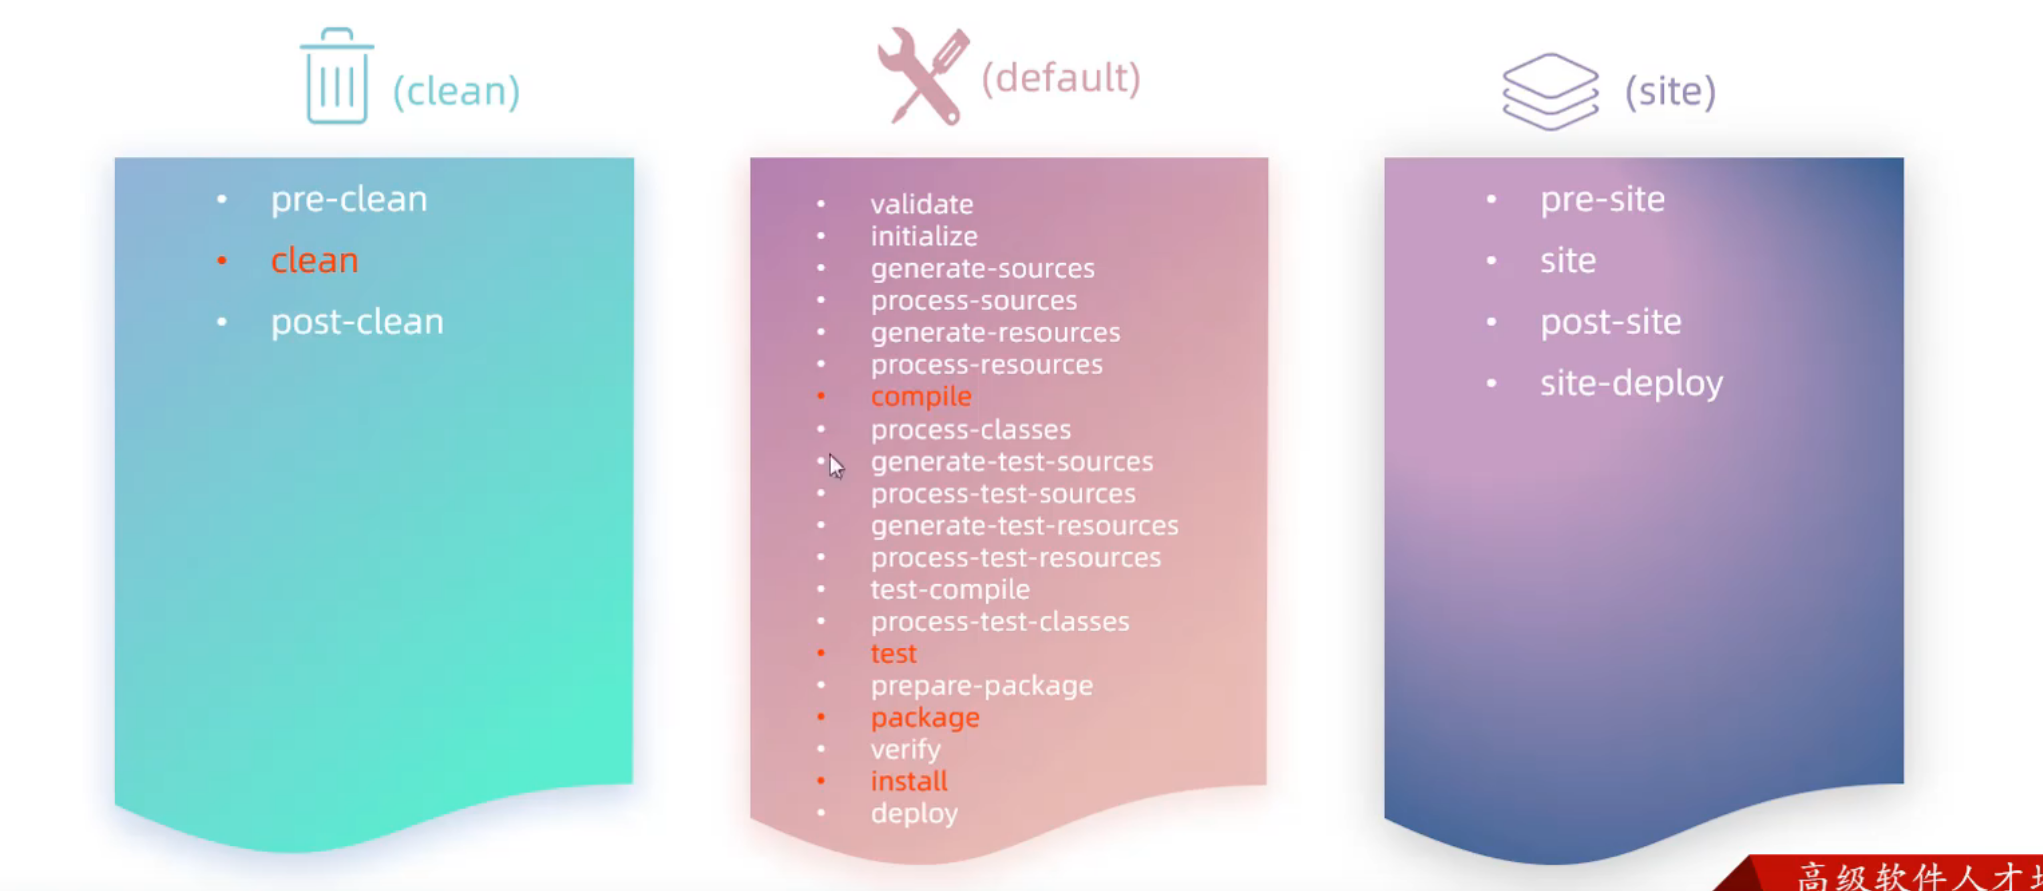 (clean)
• pre-clean
• clean
• post-clean
(default)
• validate
• initialize
• generate-sources
• process-sources
• generate-resources
• process-resources
• compile
• process-classes
• generate-test-sources
• process-test-sources
• generate-test-resources
• process-test-resources
• test-compile
• process-test-classes
• test
• prepare-package
• package
• verify
• install
• deploy
(site)
• pre-site
• site
• post-site
• site-deploy
高级软件人才